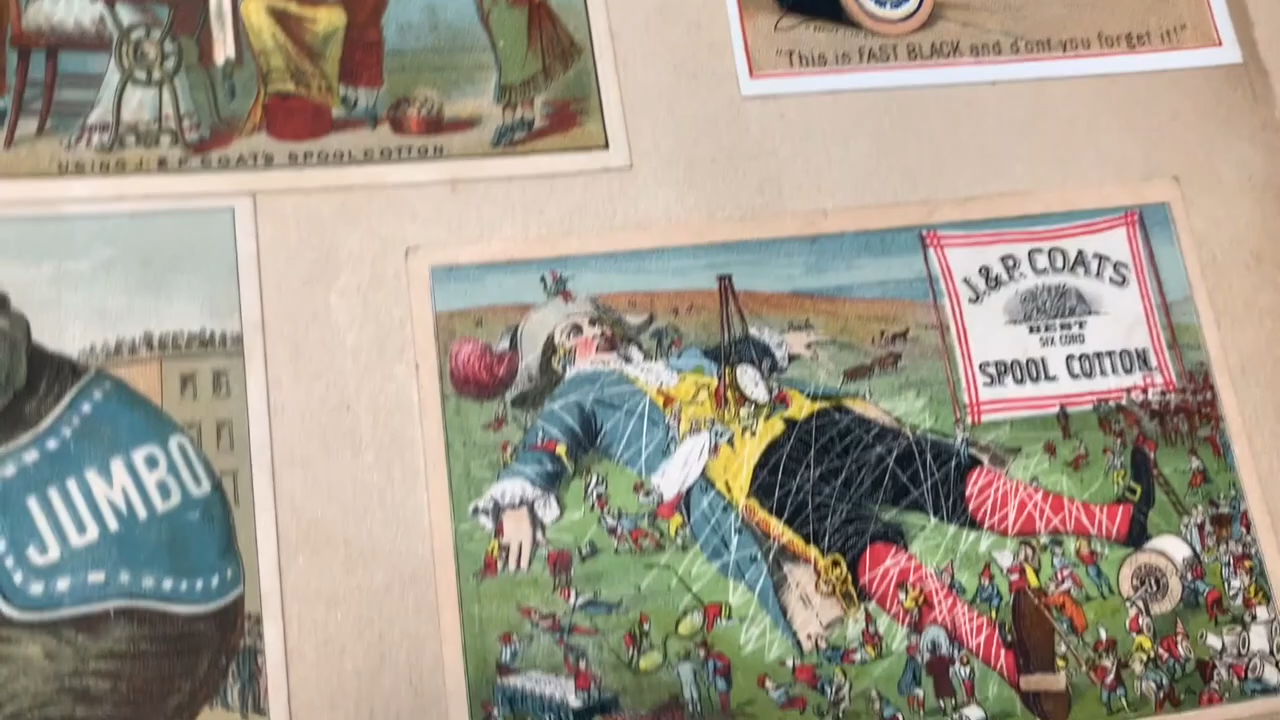 USING J. & P. COATS SPOOL COTTON
"This is FAST BLACK and d'ont you forget it!"
JUMBO
J. & P. COATS
BEST
SIX CORD
SPOOL COTTON